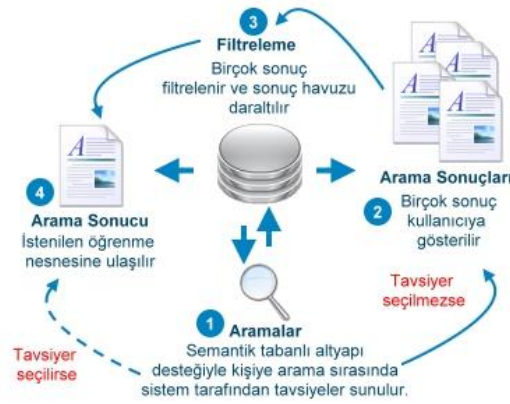 3
Filtreleme
Birçok sonuç
filtrelenir ve sonuç havuzu
daraltılır
A
A
A
A
A
4
Arama Sonucu
İstenilen öğrenme
nesnesine ulaşılır
Arama Sonuçları
2
Birçok sonuç
kullanıcıya
gösterilir
1
Aramalar
Semantik tabanlı altyapı
desteğiyle kişiye arama sırasında
sistem tarafından tavsiyeler sunulur.
Tavsiyer
seçilmezse
Tavsiyer
seçilirse